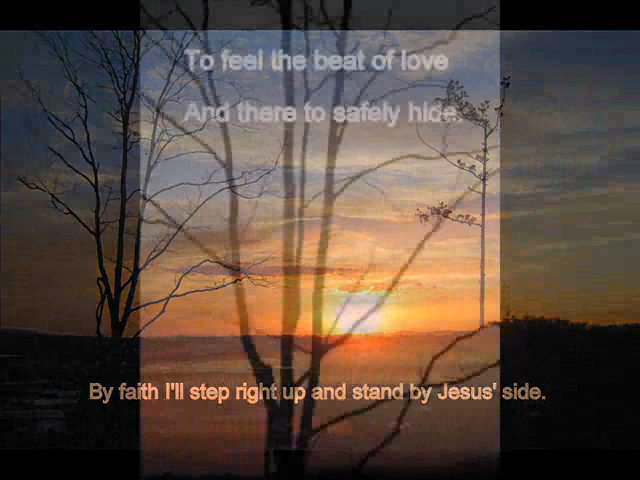 To feel the beat of love
And there to safely hide.
By faith I'll step right up and stand by Jesus' side.